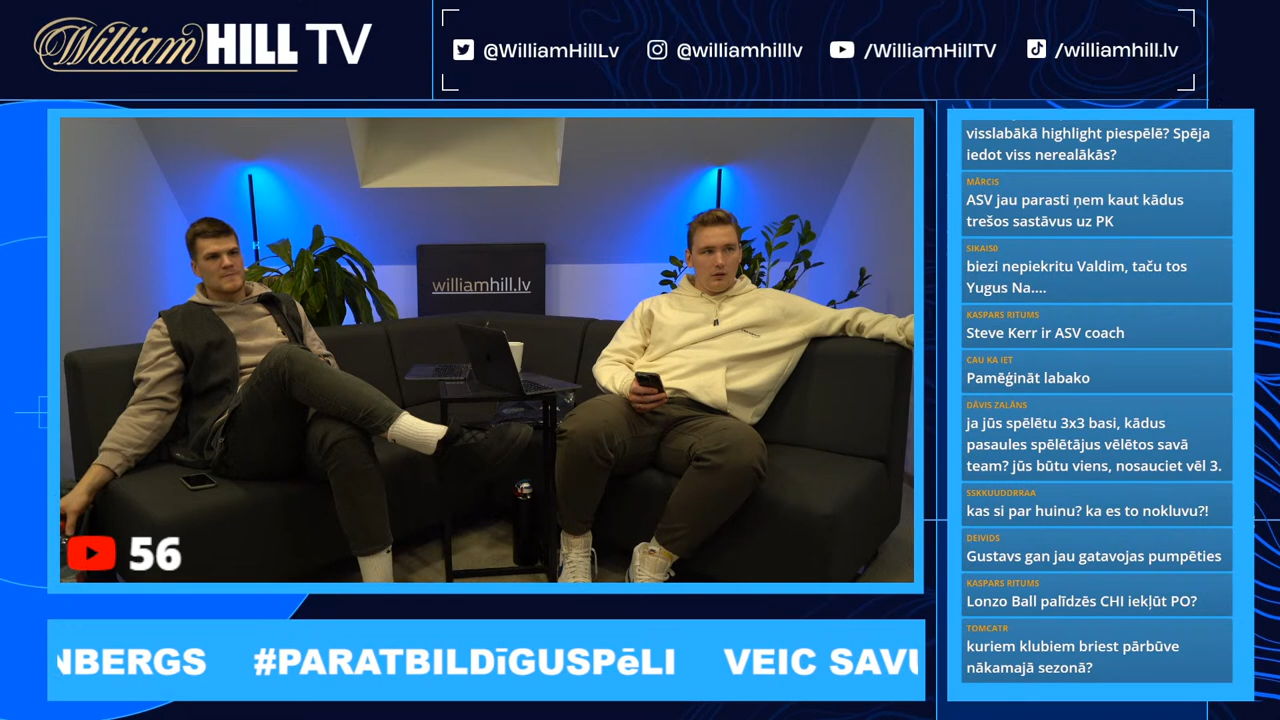 William HILL TV
@WilliamHillLv
@williamhilllv
/WilliamHillTV
/williamhill.lv
williamhill.lv
56
visslabākā highlight piespēlē? Spēja
iedot viss nerealākās?
MĀRCIS
ASV jau parasti ņem kaut kādus
trešos sastāvus uz PK
SIKAIS0
biezi nepiekritu Valdim, taču tos
Yugus Na....
KASPARS RITUMS
Steve Kerr ir ASV coach
CAU KA IET
Pamēģināt labako
DĀVIS ZALĀNS
ja jūs spēlētu 3x3 basi, kādus
pasaules spēlētājus vēlētos savā
team? jūs būtu viens, nosauciet vēl 3.
SSKKUUDDRRAA
kas si par huinu? ka es to nokluvu?!
DEIVIDS
Gustavs gan jau gatavojas pumpēties
KASPARS RITUMS
Lonzo Ball palīdzēs CHI iekļūt PO?
TOMCATR
kuriem klubiem briest pārbūve
nākamajā sezonā?
NBERGS #PARATBILDīGUSPēLI VEIC SAVU